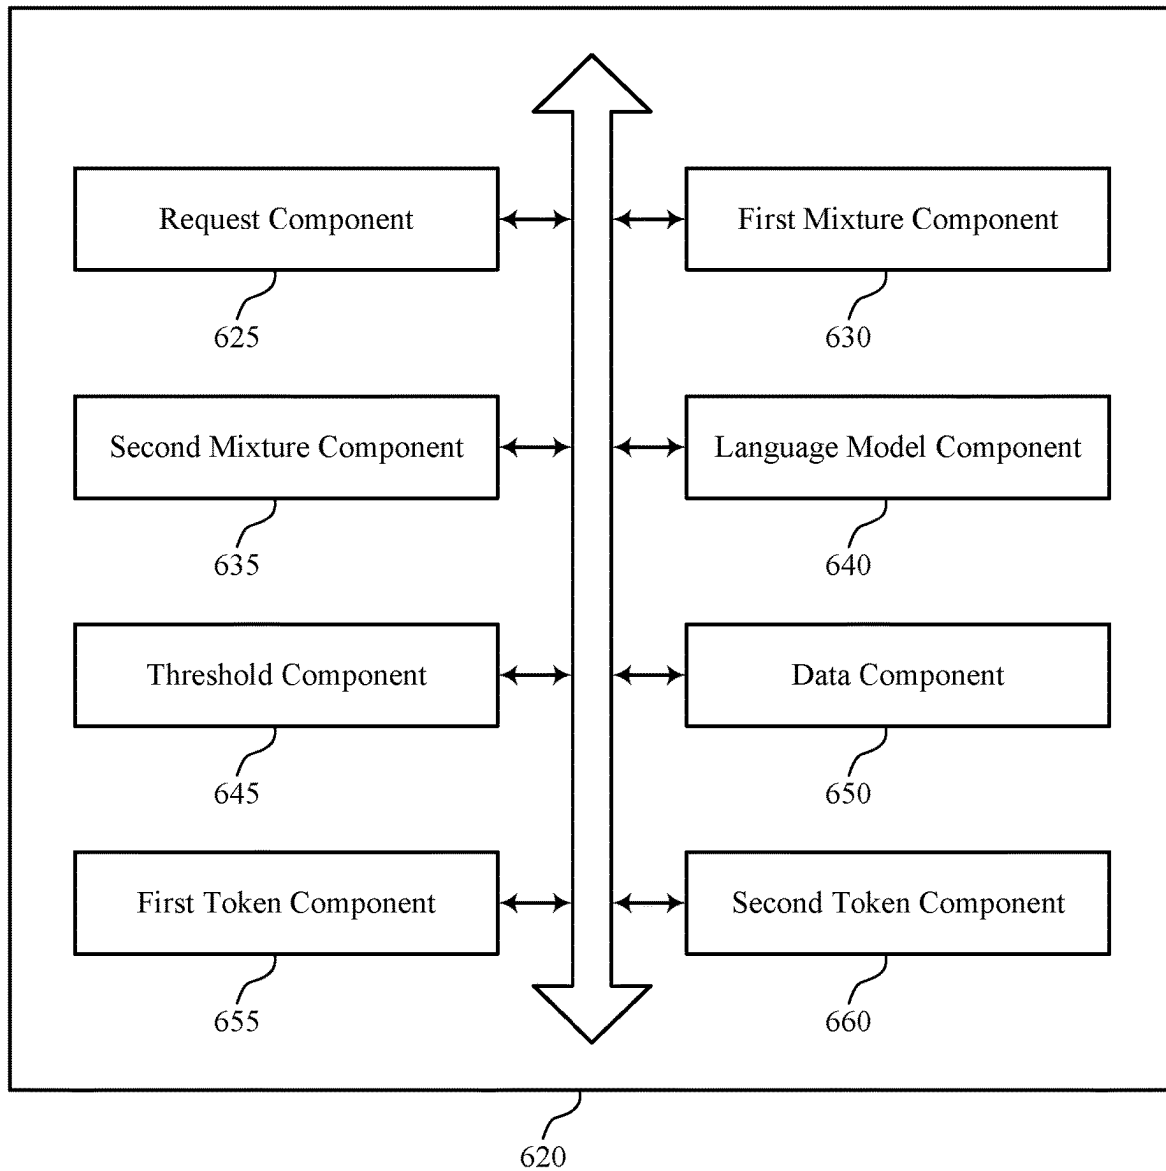 Request Component
First Mixture Component
625
630
Second Mixture Component
Language Model Component
635
640
Threshold Component
Data Component
645
650
First Token Component
Second Token Component
655
660
620